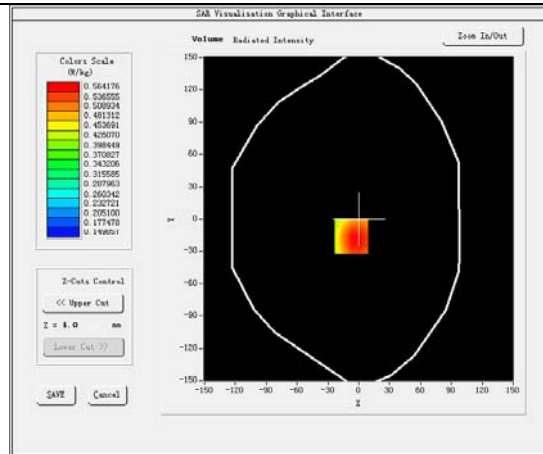 SAR Visualisation Graphical Interface
Volume Radiated Intensity
Zoom In/Out
Colors Scale
(W/kg)
0.564176
0.536555
0.508934
0.481312
0.453691
0.426070
0.398449
0.370827
0.343206
0.315585
0.287963
0.260342
0.232721
0.205100
0.177478
150
120
90
60
30
0
-30
-60
-90
-120
-150
Y
-150 -120 -90 -60 -30 0 30 60 90 120 150
X
Z-Cuts Control
<< Upper Cut
Z = 4.0 mm
Lower Cut >>
SAVE
Cancel